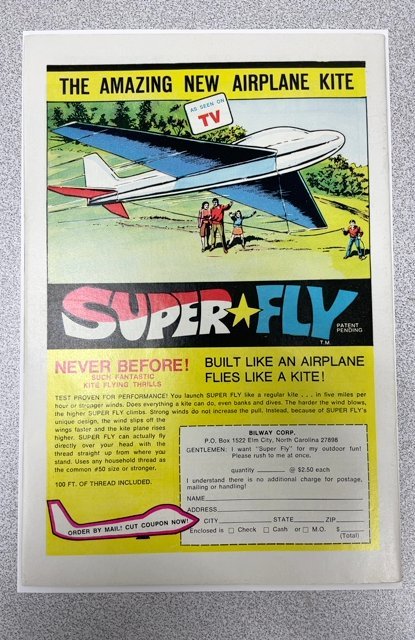 THE AMAZING NEW AIRPLANE KITE
AS SEEN ON
TV
SUPER★FLY
PATENT
PENDING
T.M.
NEVER BEFORE!
SUCH FANTASTIC
KITE FLYING THRILLS
BUILT LIKE AN AIRPLANE
FLIES LIKE A KITE!
TEST PROVEN FOR PERFORMANCE! You launch SUPER FLY like a regular kite . . . in five miles per
hour or stronger winds. Does everything a kite can do, even banks and dives. The harder the wind blows,
the higher SUPER FLY climbs. Strong winds do not increase the pull. Instead, because of SUPER FLY's
unique design, the wind slips off the
wings faster and the kite plane rises
higher. SUPER FLY can actually fly
directly over your head with the
thread straight up from where you
stand. Uses any household thread as
the common #50 size or stronger.
100 FT. OF THREAD INCLUDED.
BILWAY CORP.
P.O. Box 1522 Elm City, North Carolina 27898
GENTLEMEN: I want "Super Fly" for my outdoor fun!
Please rush to me at once.
quantity ______ @ $2.50 each
I understand there is no additional charge for postage,
mailing or handling!
NAME
ADDRESS
CITY STATE ZIP
Enclosed is □ Check □ Cash or □ M.O. $
(Total)
ORDER BY MAIL! CUT COUPON NOW!